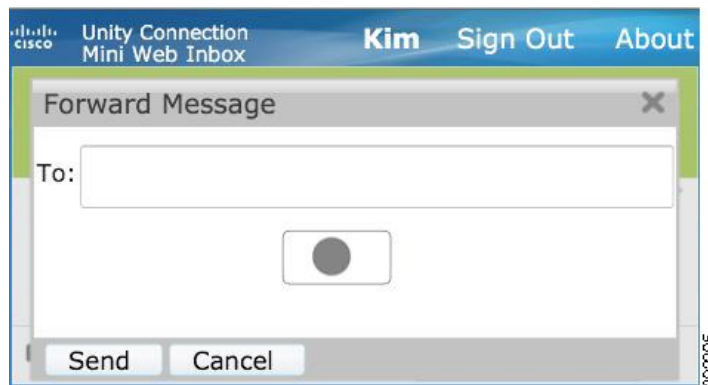 cisco
Unity Connection
Mini Web Inbox
Kim
Sign Out
About
Forward Message
To:
Send
Cancel